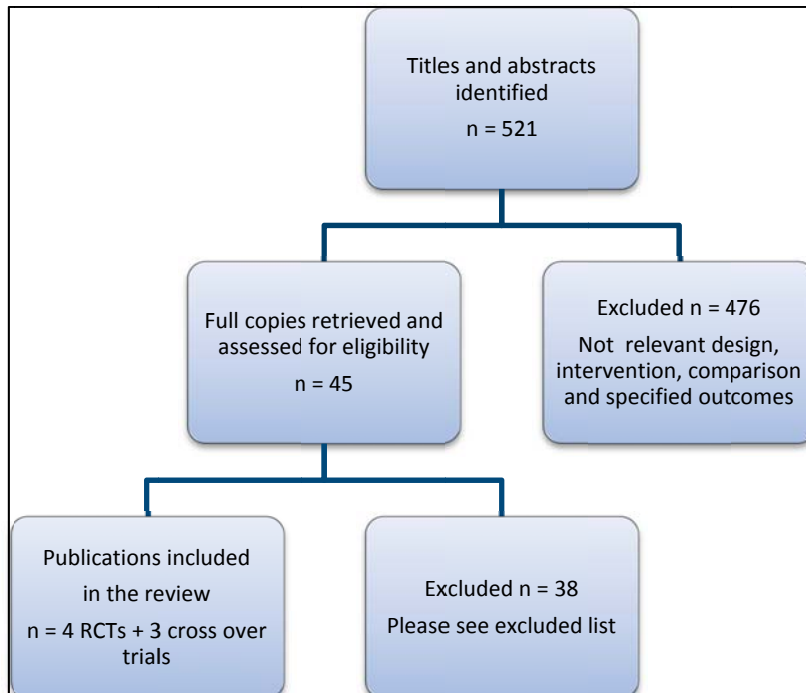 Titles and abstracts
identified
n = 521
Full copies retrieved and
assessed for eligibility
n = 45
Excluded n = 476
Not relevant design,
intervention, comparison
and specified outcomes
Publications included
in the review
n = 4 RCTs + 3 cross over
trials
Excluded n = 38
Please see excluded list